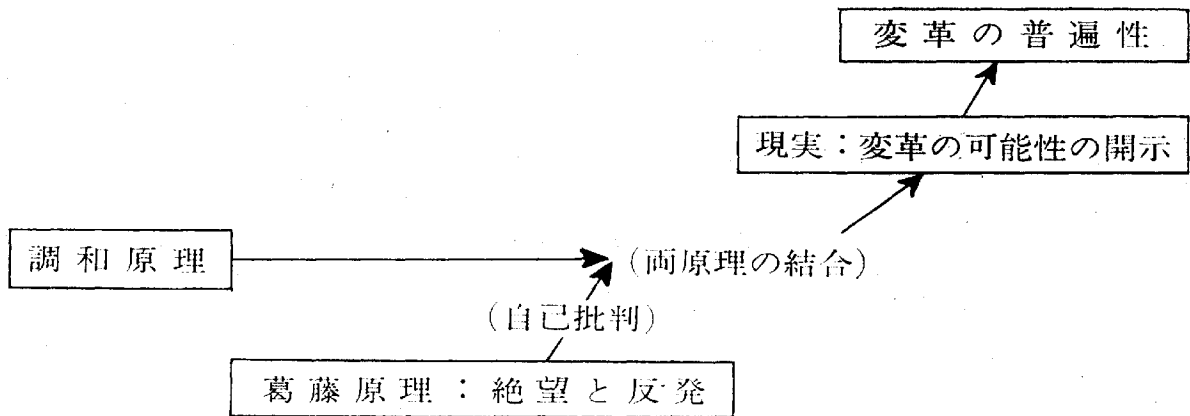 変革の普遍性
現実：変革の可能性の開示
調和原理
（両原理の結合）
（自己批判）
葛藤原理：絶望と反発